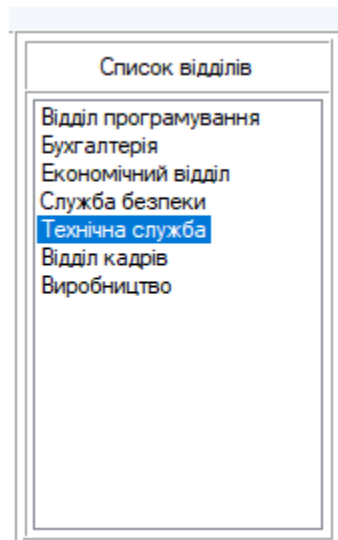 Список відділів
Відділ програмування
Бухгалтерія
Економічний відділ
Служба безпеки
Технічна служба
Відділ кадрів
Виробництво